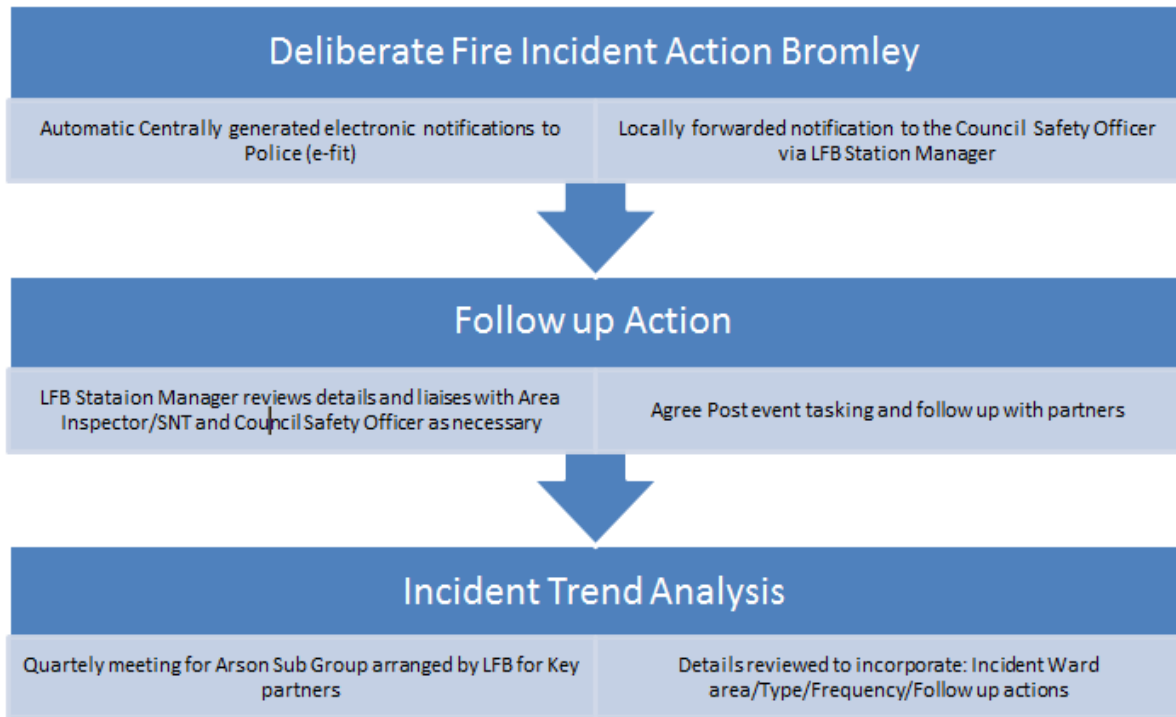 Deliberate Fire Incident Action Bromley
Automatic Centrally generated electronic notifications to
Police (e-fit)
Locally forwarded notification to the Council Safety Officer
via LFB Station Manager
Follow up Action
LFB Stataion Manager reviews details and liaises with Area
Inspector/SNT and Council Safety Officer as necessary
Agree Post event tasking and follow up with partners
Incident Trend Analysis
Quartely meeting for Arson Sub Group arranged by LFB for Key
partners
Details reviewed to incorporate: Incident Ward
area/Type/Frequency/Follow up actions